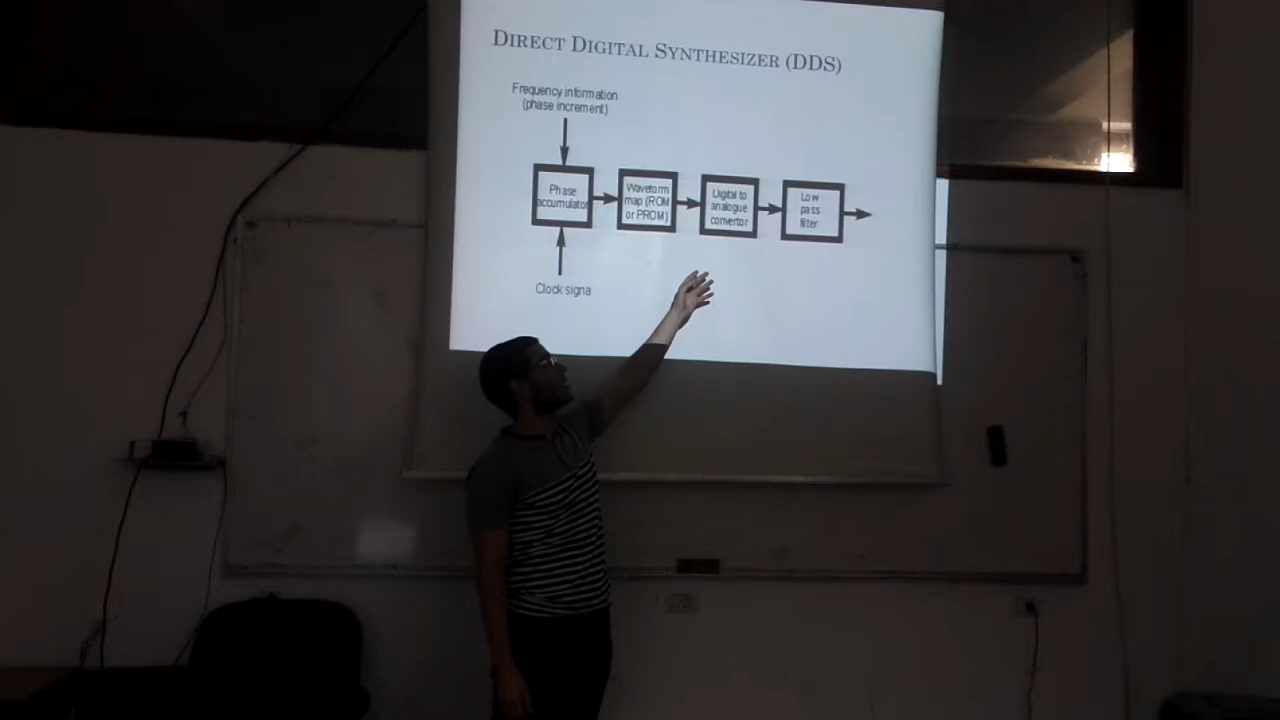 DIRECT DIGITAL SYNTHESIZER (DDS)
Frequency information
(phase increment)
Phase
accumulator
Waveform
map (ROM
or PROM)
Digital to
analogue
convertor
Low
pass
filter
Clock signa